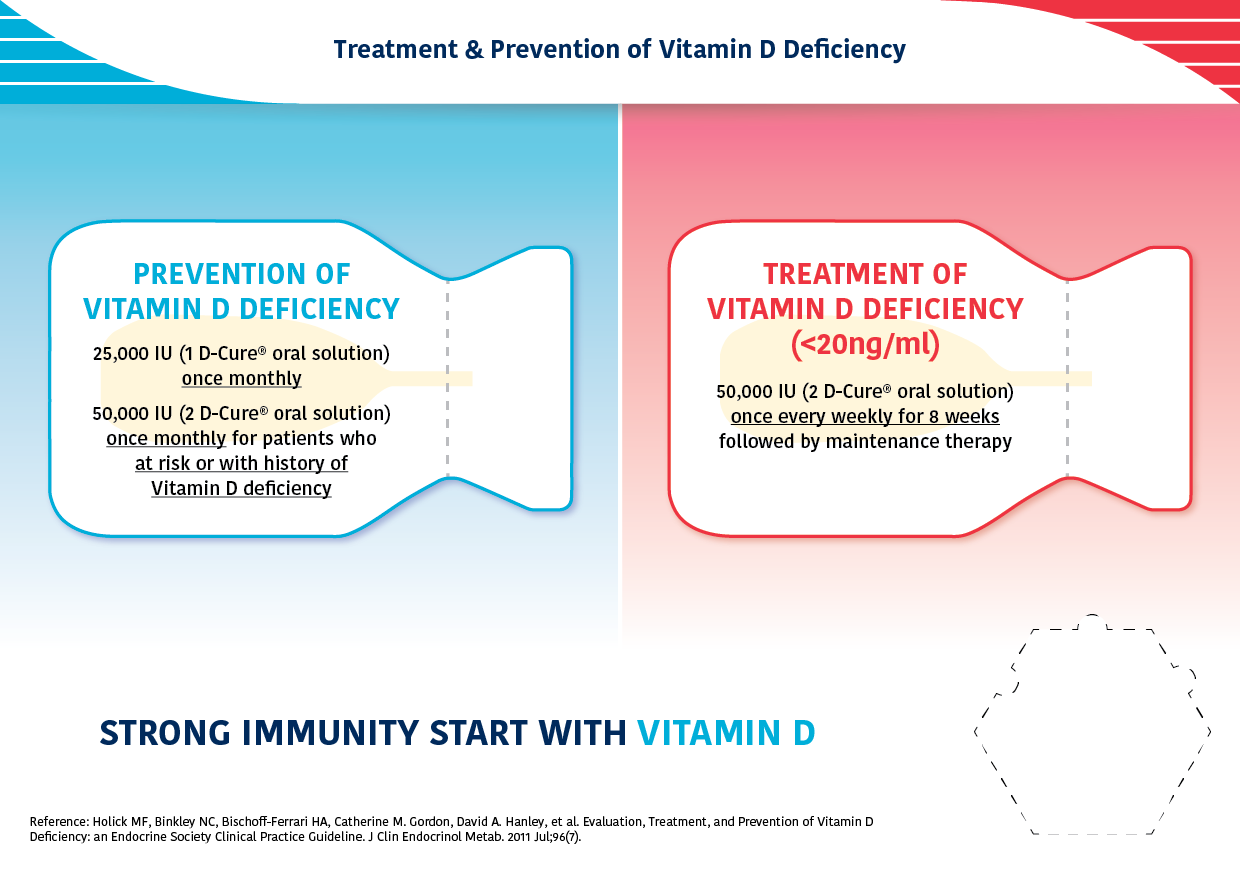 Treatment & Prevention of Vitamin D Deficiency
PREVENTION OF
VITAMIN D DEFICIENCY
25,000 IU (1 D-Cure® oral solution)
once monthly
50,000 IU (2 D-Cure® oral solution)
once monthly for patients who
at risk or with history of
Vitamin D deficiency
TREATMENT OF
VITAMIN D DEFICIENCY
(<20ng/ml)
50,000 IU (2 D-Cure® oral solution)
once every weekly for 8 weeks
followed by maintenance therapy
STRONG IMMUNITY START WITH VITAMIN D
Reference: Holick MF, Binkley NC, Bischoff-Ferrari HA, Catherine M. Gordon, David A. Hanley, et al. Evaluation, Treatment, and Prevention of Vitamin D
Deficiency: an Endocrine Society Clinical Practice Guideline. J Clin Endocrinol Metab. 2011 Jul;96(7).